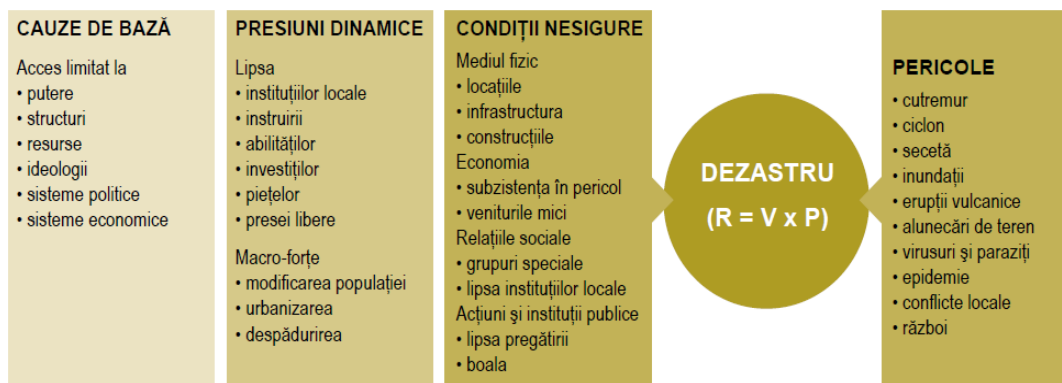 CAUZE DE BAZĂ
Acces limitat la
• putere
• structuri
• resurse
• ideologii
• sisteme politice
• sisteme economice
PRESIUNI DINAMICE
Lipsa
• instituțiilor locale
• instruirii
• abilităților
• investiților
• piețelor
• presei libere
Macro-forțe
• modificarea populației
• urbanizarea
• despădurirea
CONDIȚII NESIGURE
Mediul fizic
• locațiile
• infrastructura
• construcțiile
Economia
• subzistența în pericol
• veniturile mici
Relațiile sociale
• grupuri speciale
• lipsa instituțiilor locale
Acțiuni şi instituții publice
• lipsa pregătirii
• boala
DEZASTRU
(R = V x P)
PERICOLE
• cutremur
• ciclon
• secetă
• inundații
• erupții vulcanice
• alunecări de teren
• virusuri şi paraziți
• epidemie
• conflicte locale
• război